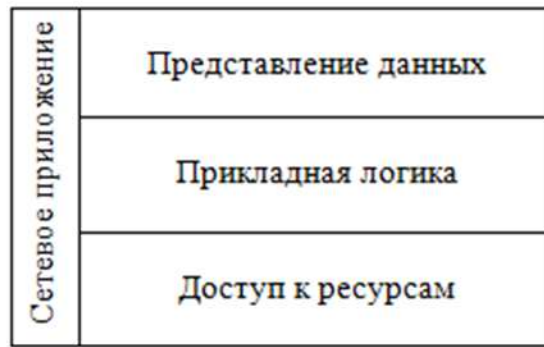 Сетевое приложение
Представление данных
Прикладная логика
Доступ к ресурсам